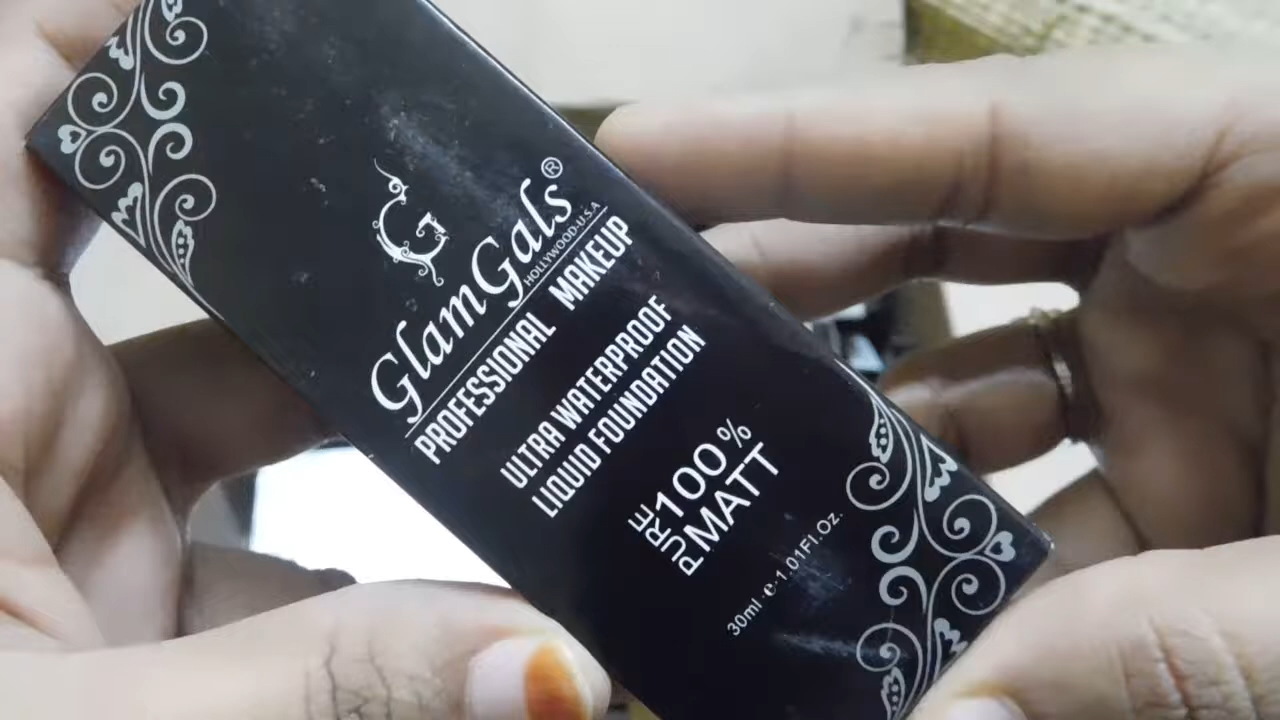 G
GlamGals®
HOLLYWOOD-U.S.A
PROFESSIONAL MAKEUP
ULTRA WATERPROOF
LIQUID FOUNDATION
PURE 100%
MATT
30ml ℮ 1.01Fl.Oz.